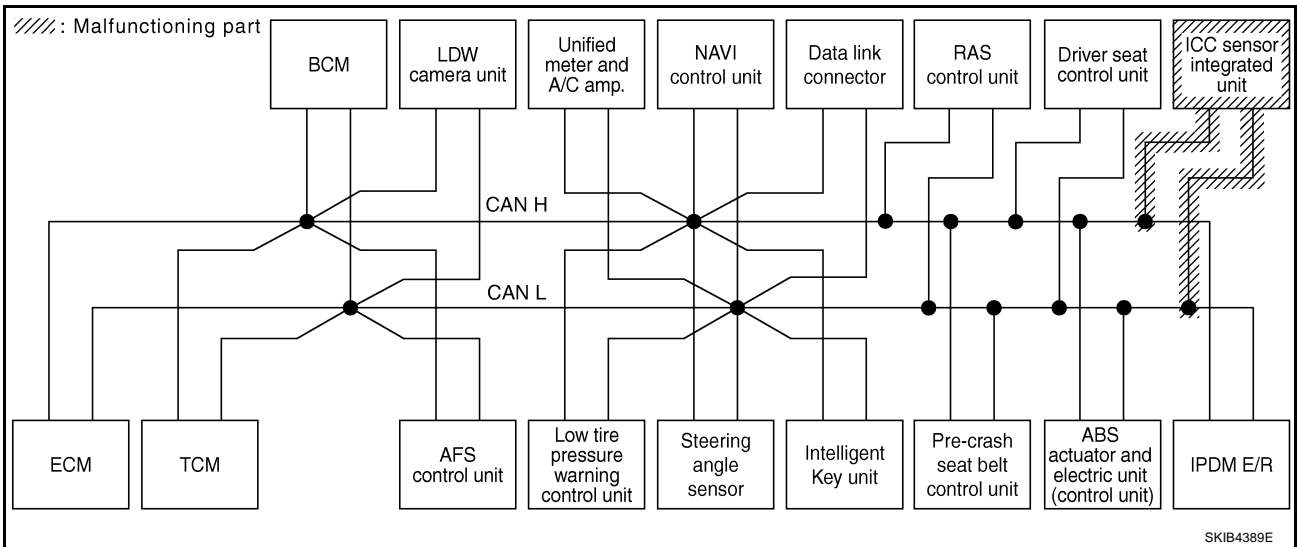 : Malfunctioning part
BCM
LDW
camera unit
Unified
meter and
A/C amp.
NAVI
control unit
Data link
connector
RAS
control unit
Driver seat
control unit
ICC sensor
integrated
unit
CAN H
CAN L
ECM
TCM
AFS
control unit
Low tire
pressure
warning
control unit
Steering
angle
sensor
Intelligent
Key unit
Pre-crash
seat belt
control unit
ABS
actuator and
electric unit
(control unit)
IPDM E/R
SKIB4389E